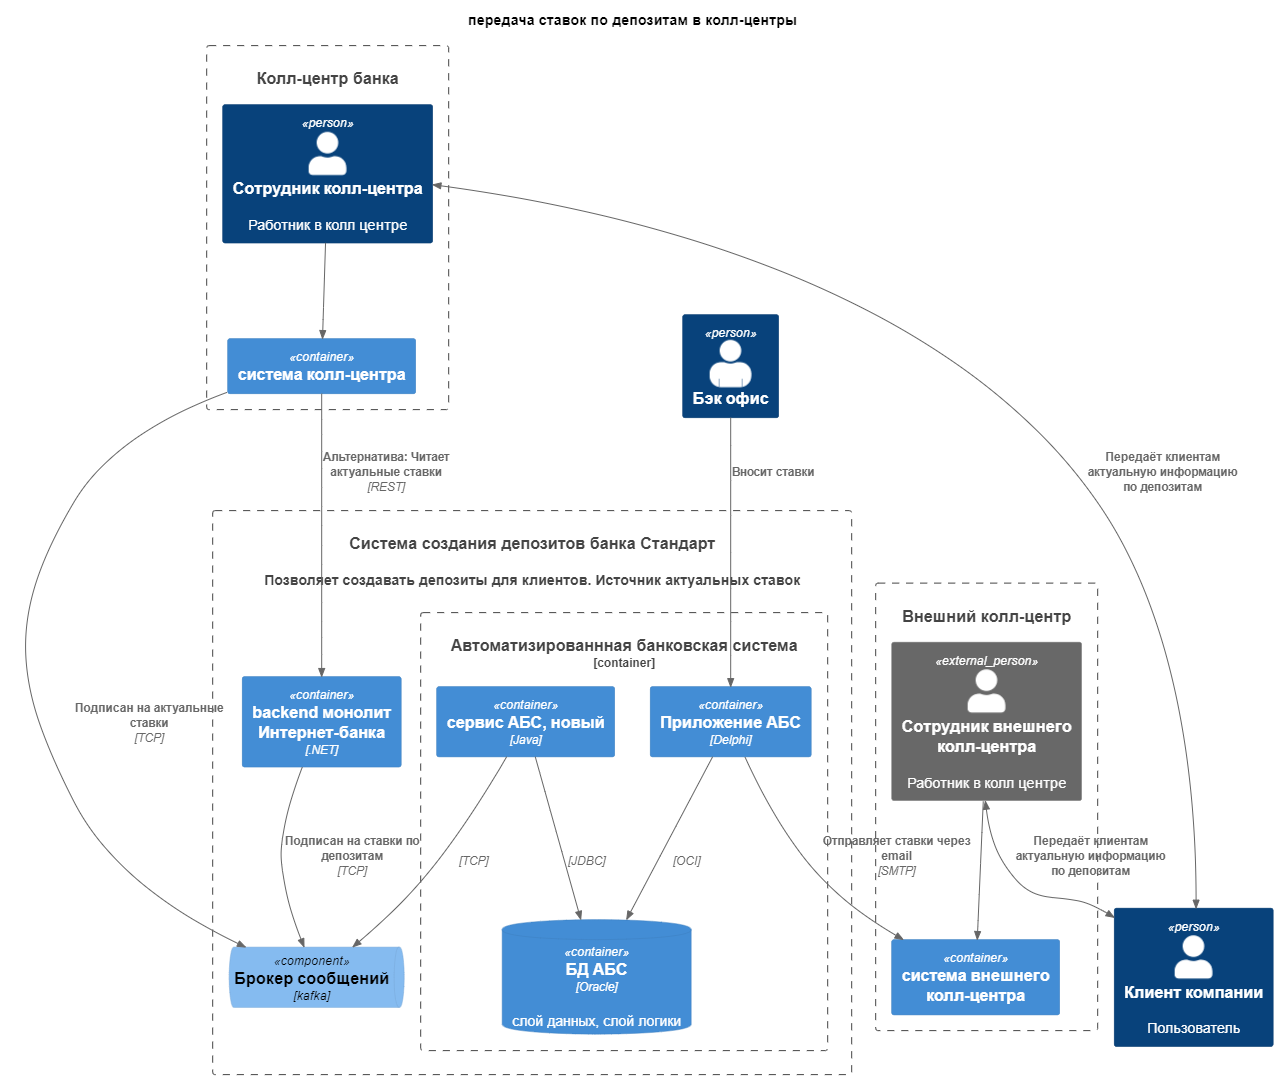 передача ставок по депозитам в колл-центры
Колл-центр банка
«person»
Сотрудник колл-центра
Работник в колл центре
«container»
система колл-центра
«person»
Бэк офис
Альтернатива: Читает
актуальные ставки
[REST]
Вносит ставки
Передаёт клиентам
актуальную информацию
по депозитам
Система создания депозитов банка Стандарт
Позволяет создавать депозиты для клиентов. Источник актуальных ставок
Автоматизированнная банковская система
[container]
Подписан на актуальные
ставки
[TCP]
«container»
backend монолит
Интернет-банка
[.NET]
«container»
сервис АБС, новый
[Java]
«container»
Приложение АБС
[Delphi]
Внешний колл-центр
«external_person»
Сотрудник внешнего
колл-центра
Работник в колл центре
Подписан на ставки по
депозитам
[TCP]
[TCP]
[JDBC]
[OCI]
Отправляет ставки через
email
[SMTP]
Передаёт клиентам
актуальную информацию
по депозитам
«component»
Брокер сообщений
[kafka]
«container»
БД АБС
[Oracle]
слой данных, слой логики
«container»
система внешнего
колл-центра
«person»
Клиент компании
Пользователь